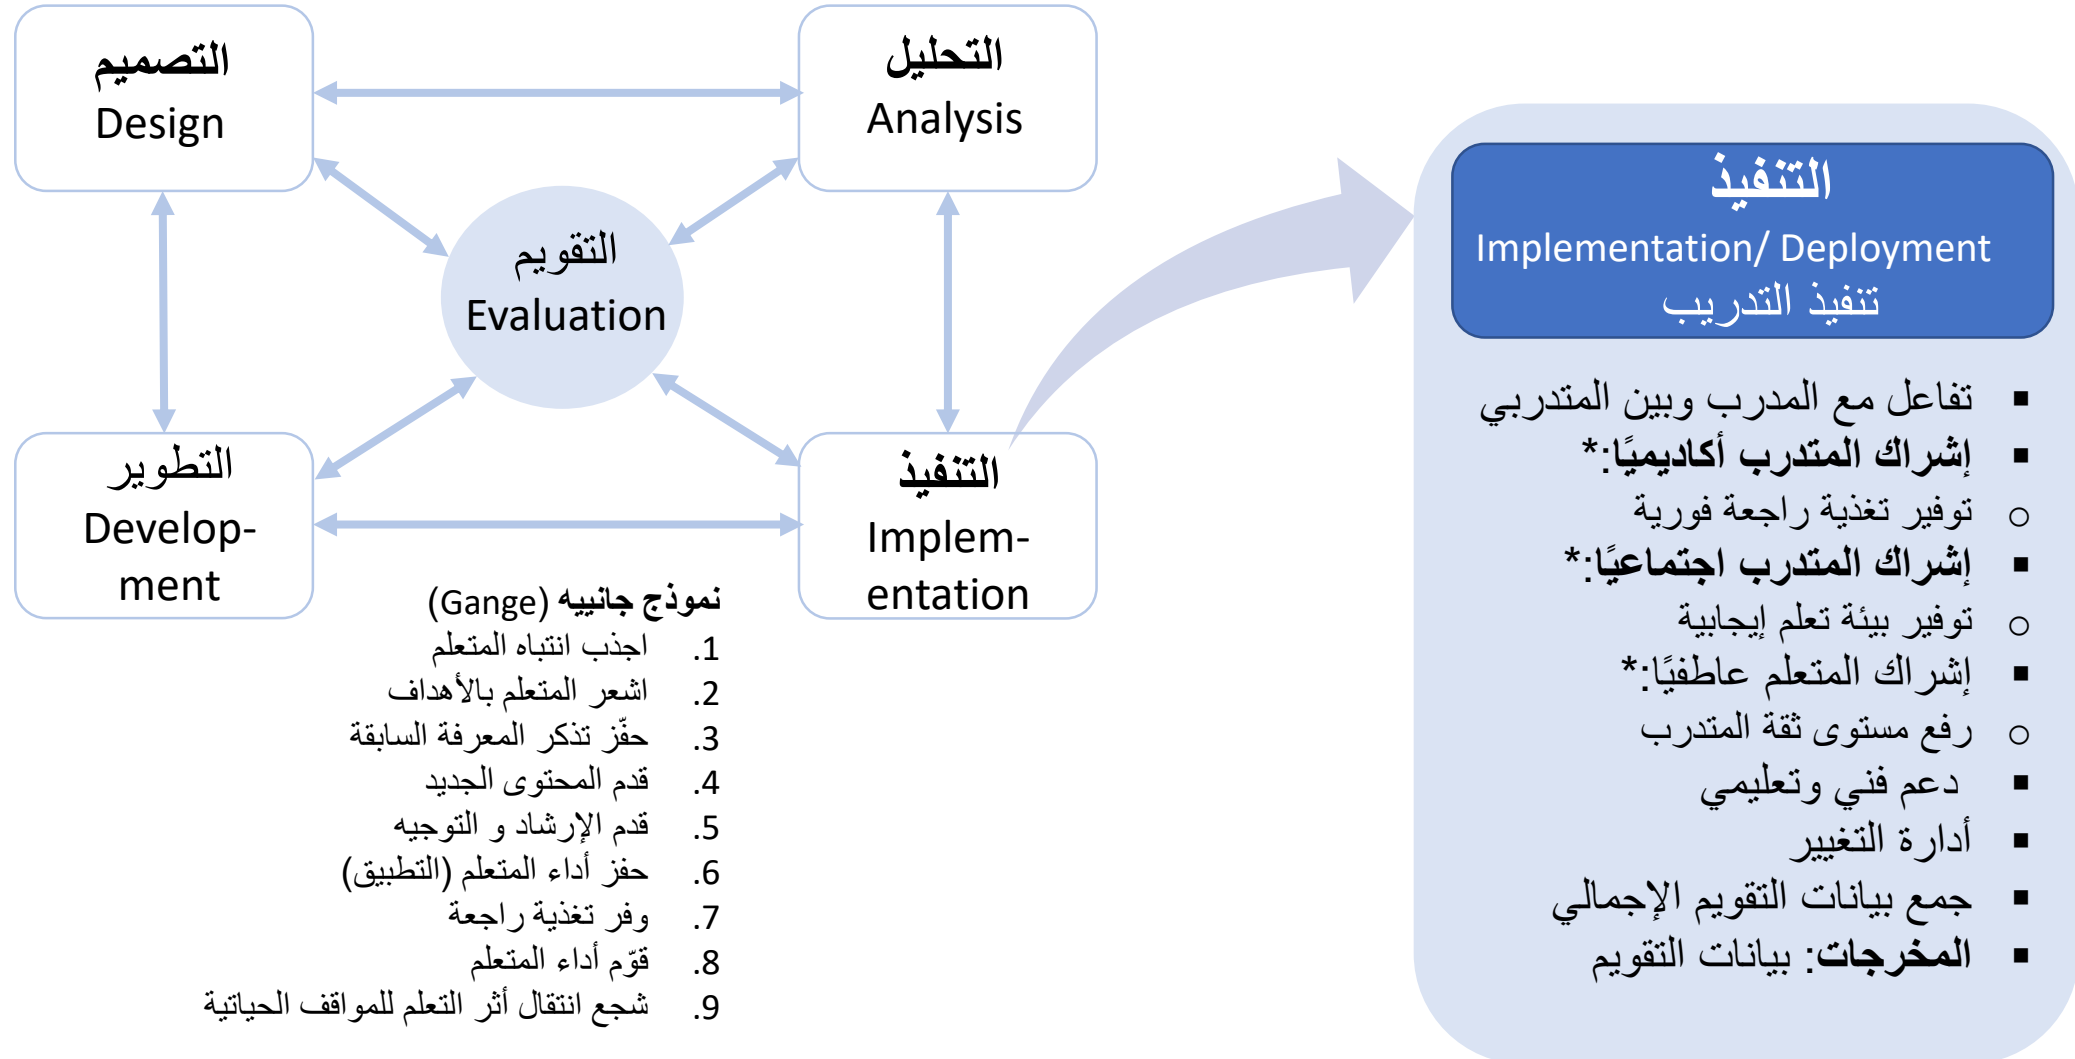 التحليل
Analysis
التصميم
Design
التقويم
Evaluation
التطوير
Develop-
ment
التنفيذ
Implem-
entation
نموذج جانييه (Gange)
1. اجذب انتباه المتعلم
2. اشعر المتعلم بالأهداف
3. حفّز تذكر المعرفة السابقة
4. قدم المحتوى الجديد
5. قدم الإرشاد و التوجيه
6. حفز أداء المتعلم (التطبيق)
7. وفر تغذية راجعة
8. قوّم أداء المتعلم
9. شجع انتقال أثر التعلم للمواقف الحياتية
التنفيذ
Implementation/ Deployment
تنفيذ التدريب
▪ تفاعل مع المدرب وبين المتدربي
▪ إشراك المتدرب أكاديميًا:*
o توفير تغذية راجعة فورية
▪ إشراك المتدرب اجتماعيًا:*
o توفير بيئة تعلم إيجابية
▪ إشراك المتعلم عاطفيًا:*
o رفع مستوى ثقة المتدرب
▪ دعم فني وتعليمي
▪ أدارة التغيير
▪ جمع بيانات التقويم الإجمالي
▪ المخرجات: بيانات التقويم